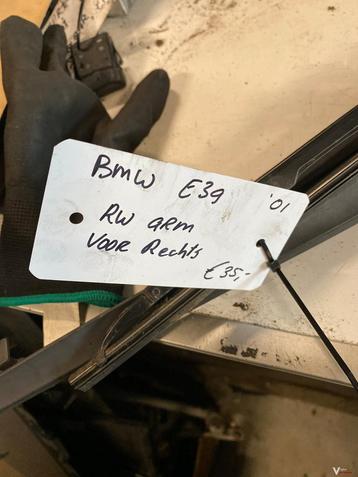 BMW E39 '01
RW arm
Voor Rechts
€35,-